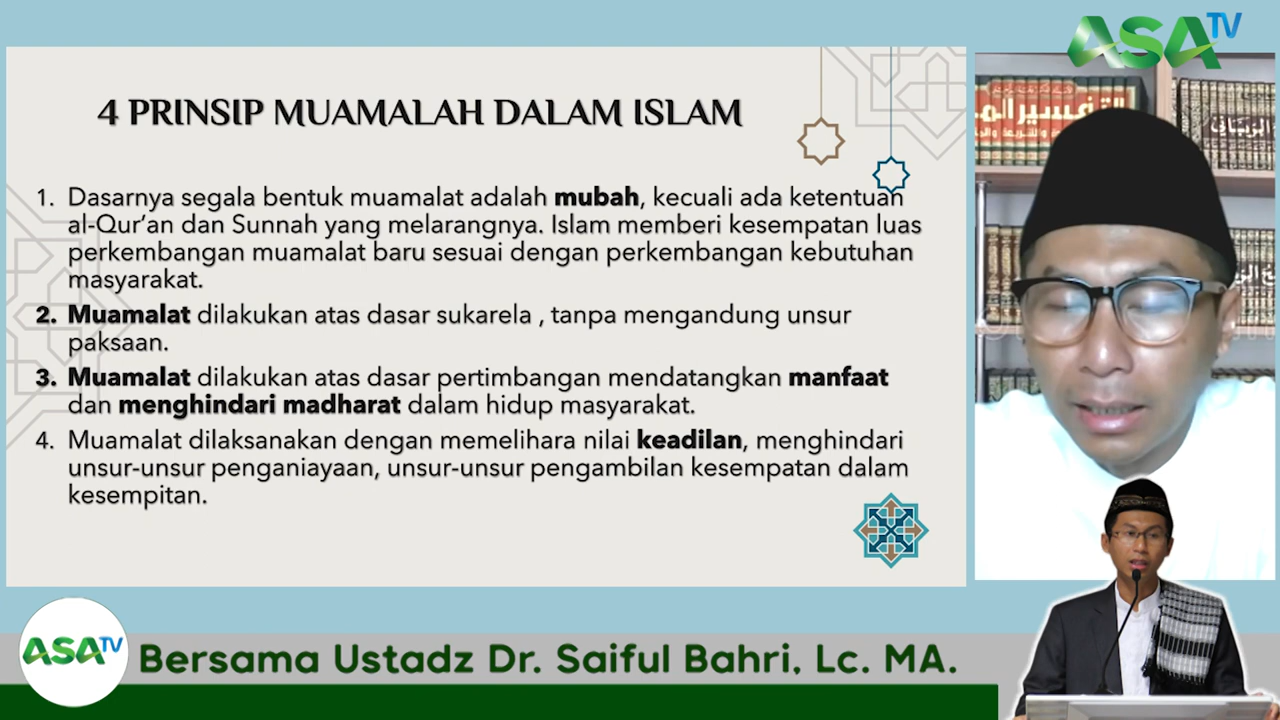 ASA TV
4 PRINSIP MUAMALAH DALAM ISLAM
1. Dasarnya segala bentuk muamalat adalah mubah, kecuali ada ketentuan
al-Qur’an dan Sunnah yang melarangnya. Islam memberi kesempatan luas
perkembangan muamalat baru sesuai dengan perkembangan kebutuhan
masyarakat.
2. Muamalat dilakukan atas dasar sukarela , tanpa mengandung unsur
paksaan.
3. Muamalat dilakukan atas dasar pertimbangan mendatangkan manfaat
dan menghindari madharat dalam hidup masyarakat.
4. Muamalat dilaksanakan dengan memelihara nilai keadilan, menghindari
unsur-unsur penganiayaan, unsur-unsur pengambilan kesempatan dalam
kesempitan.
ASA TV
Bersama Ustadz Dr. Saiful Bahri, Lc. MA.